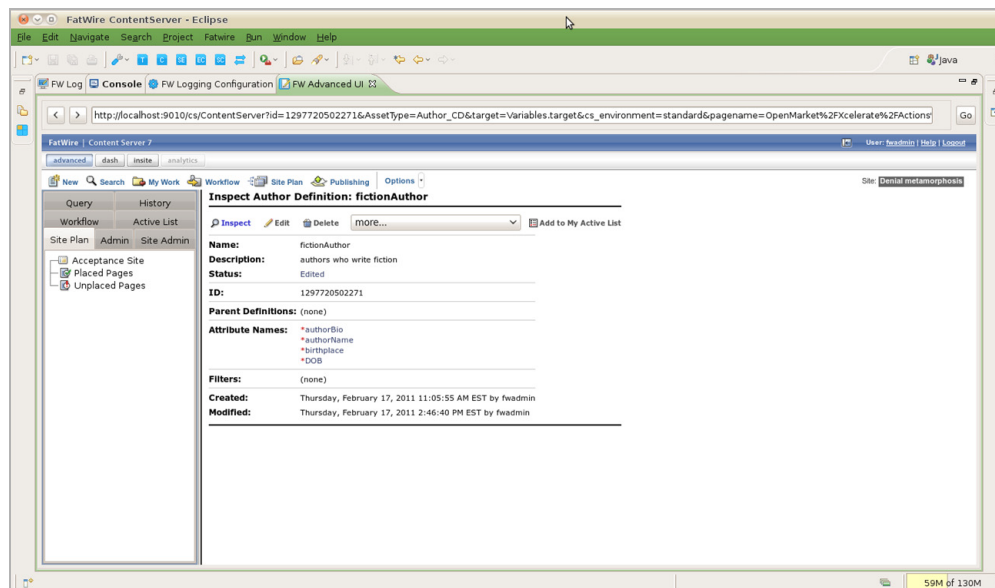 FatWire ContentServer - Eclipse
File Edit Navigate Search Project Fatwire Run Window Help
T C SE EC SC SE Java
FW Log Console FW Logging Configuration FW Advanced UI
http://localhost:9010/cs/ContentServer?id=1297720502271&AssetType=Author_CD&target=Variables.target&cs_environment=standard&pagename=OpenMarket%2FXcelerate%2FActions Go
FatWire | Content Server 7 User: fwadmin | Help | Logout
advanced dash insite analytics
New Search My Work Workflow Site Plan Publishing Options Site: Denial metamorphosis
Query History
Workflow Active List
Site Plan Admin Site Admin
Acceptance Site
Placed Pages
Unplaced Pages
Inspect Author Definition: fictionAuthor
Inspect Edit Delete more... Add to My Active List
Name: fictionAuthor
Description: authors who write fiction
Status: Edited
ID: 1297720502271
Parent Definitions: (none)
Attribute Names: *authorBio
*authorName
*birthplace
*DOB
Filters: (none)
Created: Thursday, February 17, 2011 11:05:55 AM EST by fwadmin
Modified: Thursday, February 17, 2011 2:46:40 PM EST by fwadmin
59M of 130M